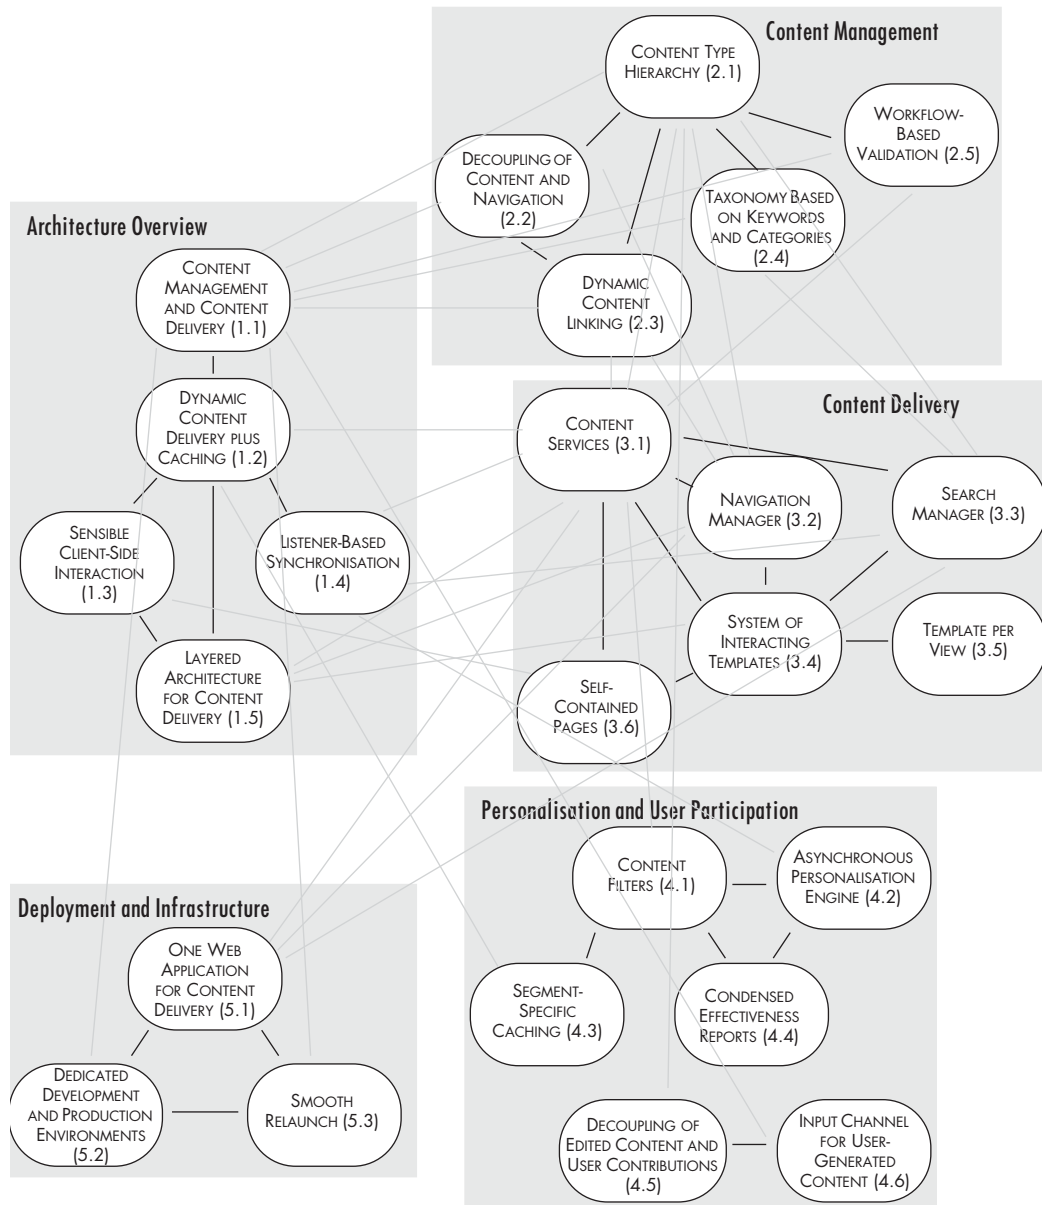 Content Management
CONTENT TYPE
HIERARCHY (2.1)
WORKFLOW-
BASED
VALIDATION (2.5)
DECOUPLING OF
CONTENT AND
NAVIGATION
(2.2)
TAXONOMY BASED
ON KEYWORDS
AND CATEGORIES
(2.4)
DYNAMIC
CONTENT
LINKING (2.3)
Architecture Overview
CONTENT
MANAGEMENT
AND CONTENT
DELIVERY (1.1)
DYNAMIC
CONTENT
DELIVERY PLUS
CACHING (1.2)
SENSIBLE
CLIENT-SIDE
INTERACTION
(1.3)
LISTENER-BASED
SYNCHRONISATION
(1.4)
LAYERED
ARCHITECTURE
FOR CONTENT
DELIVERY (1.5)
Content Delivery
CONTENT
SERVICES (3.1)
NAVIGATION
MANAGER (3.2)
SEARCH
MANAGER (3.3)
SYSTEM OF
INTERACTING
TEMPLATES (3.4)
TEMPLATE PER
VIEW (3.5)
SELF-
CONTAINED
PAGES (3.6)
Personalisation and User Participation
CONTENT
FILTERS (4.1)
ASYNCHRONOUS
PERSONALISATION
ENGINE (4.2)
SEGMENT-
SPECIFIC
CACHING (4.3)
CONDENSED
EFFECTIVENESS
REPORTS (4.4)
DECOUPLING OF
EDITED CONTENT AND
USER CONTRIBUTIONS
(4.5)
INPUT CHANNEL
FOR USER-
GENERATED
CONTENT (4.6)
Deployment and Infrastructure
ONE WEB
APPLICATION
FOR CONTENT
DELIVERY (5.1)
DEDICATED
DEVELOPMENT
AND PRODUCTION
ENVIRONMENTS
(5.2)
SMOOTH
RELAUNCH (5.3)